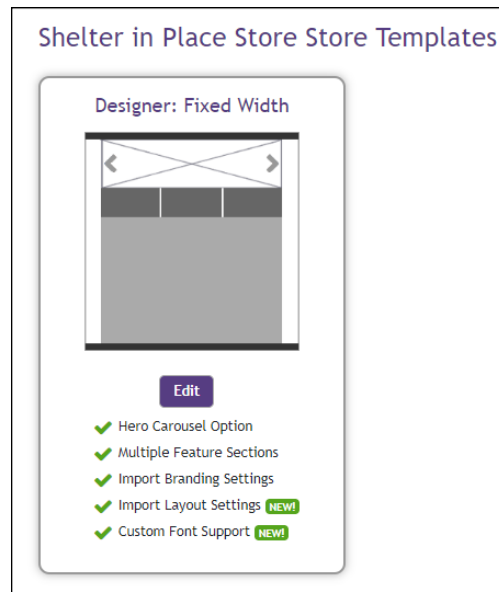 Shelter in Place Store Store Templates
Designer: Fixed Width
Edit
Hero Carousel Option
Multiple Feature Sections
Import Branding Settings
Import Layout Settings NEW!
Custom Font Support NEW!